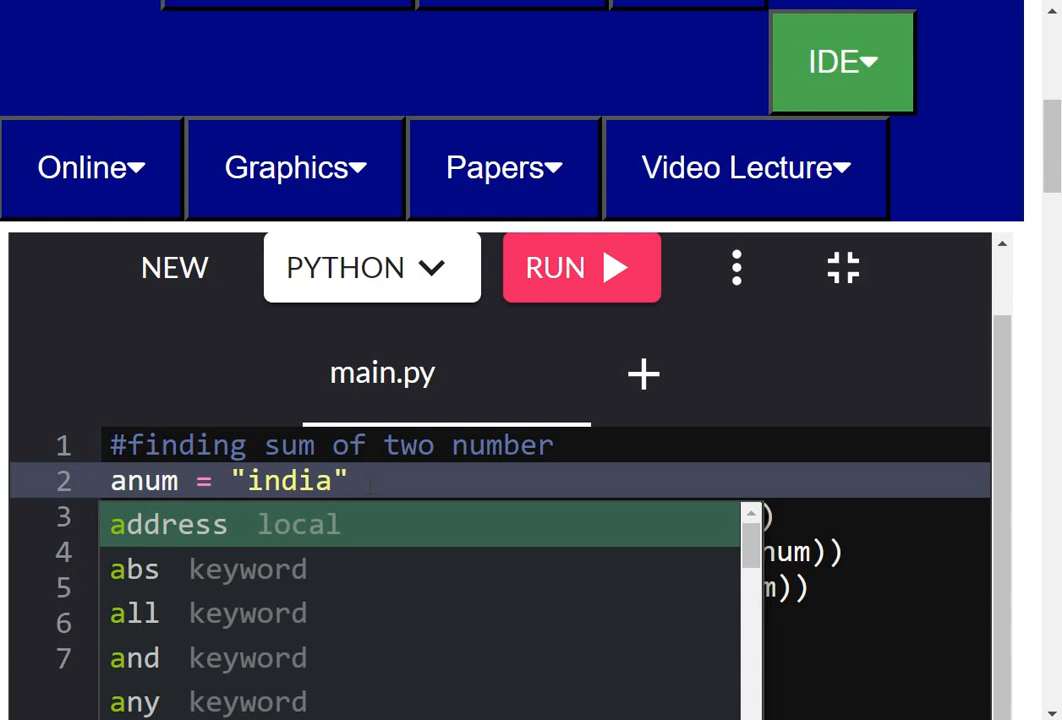 IDE
Online Graphics Papers Video Lecture
NEW PYTHON RUN
main.py +
1 #finding sum of two number
2 anum = "india"
3 )
4 num))
5 m))
6
7
address local
abs keyword
all keyword
and keyword
any keyword